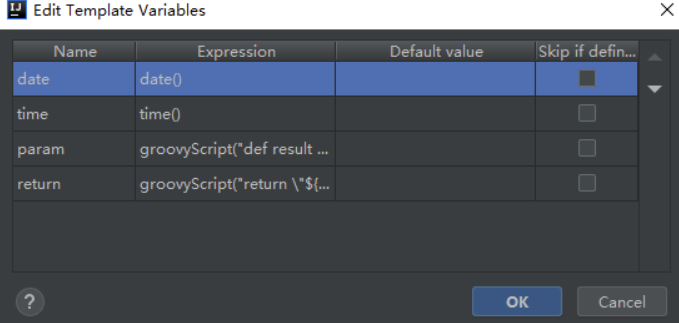 IJ Edit Template Variables
Name Expression Default value Skip if defin...
date date()
time time()
param groovyScript("def result ...
return groovyScript("return \"${...
? OK Cancel